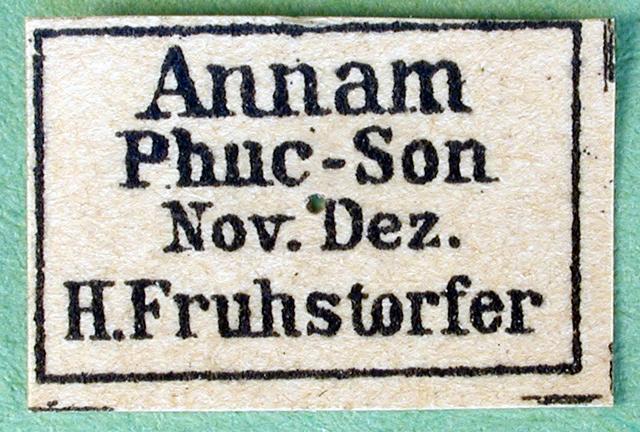 Annam
Phuc-Son
Nov. Dez.
H.Fruhstorfer